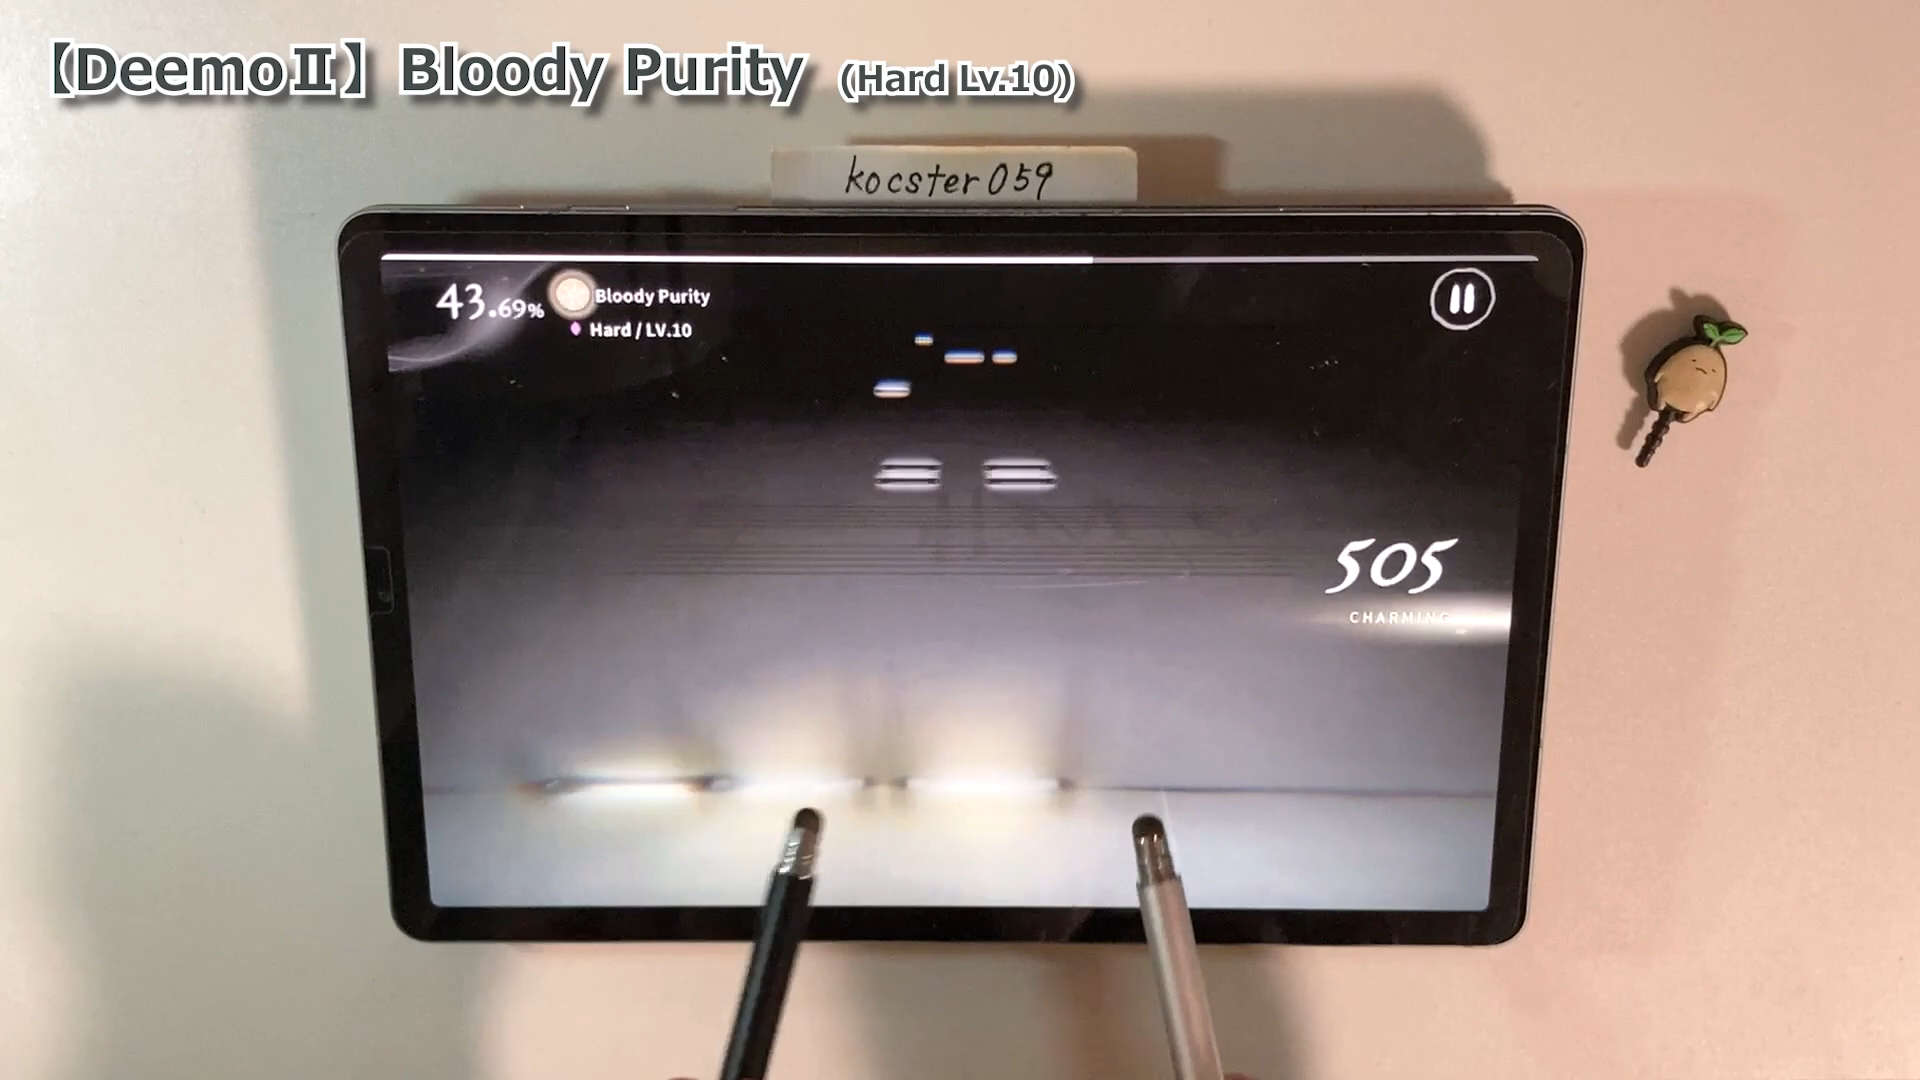 【DeemoⅡ】Bloody Purity (Hard Lv.10)
kocster059
43.69%
Bloody Purity
Hard / LV.10
505
CHARMING